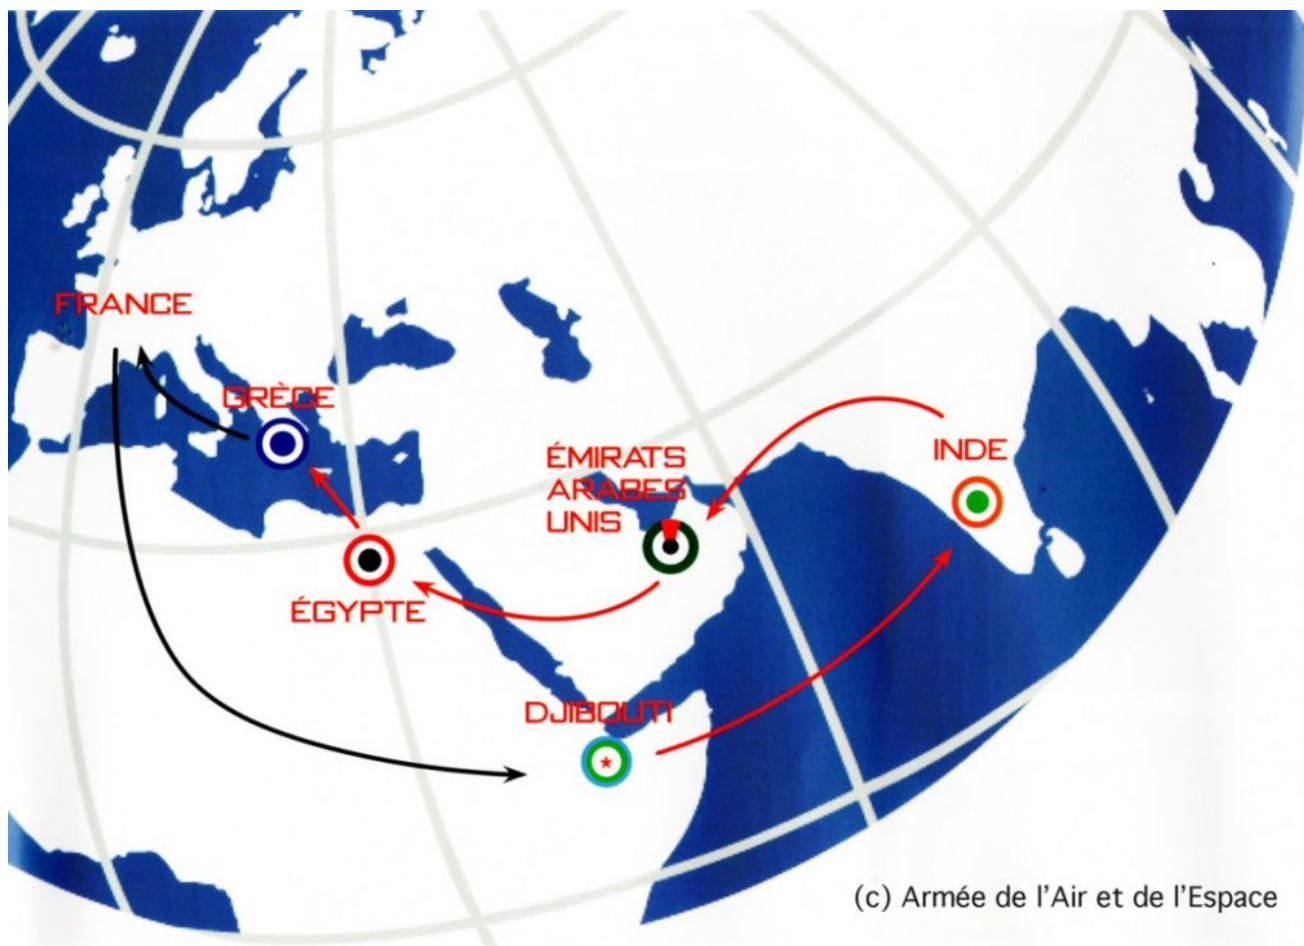 FRANCE
GRÈCE
ÉMIRATS
ARABES
UNIS
INDE
ÉGYPTE
DJIBOUTI
(c) Armée de l'Air et de l'Espace